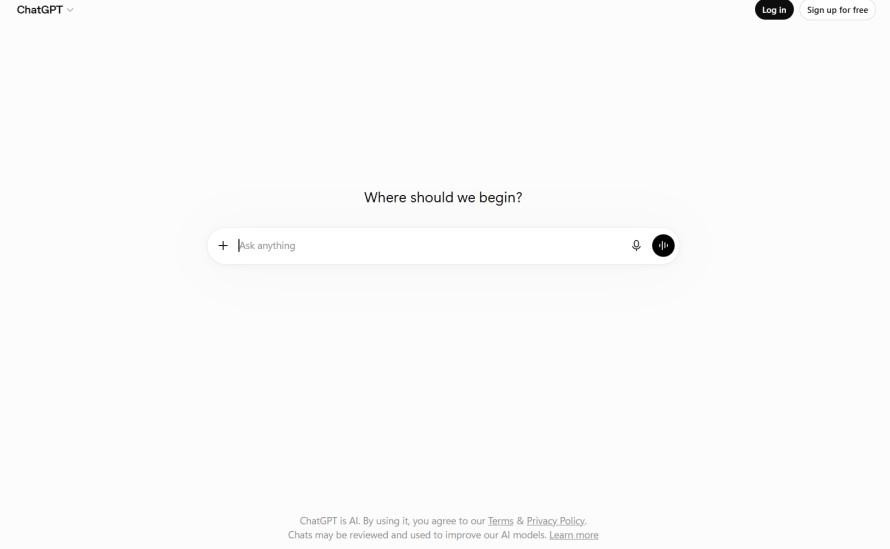 ChatGPT
Log in
Sign up for free
Where should we begin?
Ask anything
ChatGPT is AI. By using it, you agree to our Terms & Privacy Policy.
Chats may be reviewed and used to improve our AI models. Learn more